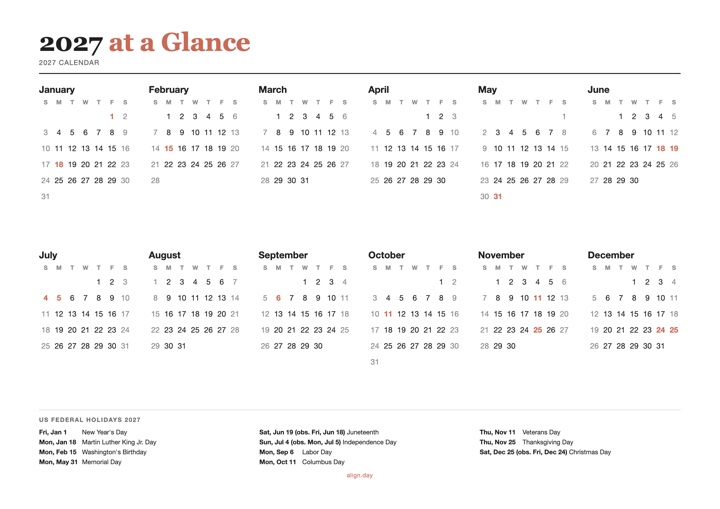 2027 at a Glance
2027 CALENDAR
January
S M T W T F S
1 2
3 4 5 6 7 8 9
10 11 12 13 14 15 16
17 18 19 20 21 22 23
24 25 26 27 28 29 30
31
February
S M T W T F S
1 2 3 4 5 6
7 8 9 10 11 12 13
14 15 16 17 18 19 20
21 22 23 24 25 26 27
28
March
S M T W T F S
1 2 3 4 5 6
7 8 9 10 11 12 13
14 15 16 17 18 19 20
21 22 23 24 25 26 27
28 29 30 31
April
S M T W T F S
1 2 3
4 5 6 7 8 9 10
11 12 13 14 15 16 17
18 19 20 21 22 23 24
25 26 27 28 29 30
May
S M T W T F S
1
2 3 4 5 6 7 8
9 10 11 12 13 14 15
16 17 18 19 20 21 22
23 24 25 26 27 28 29
30 31
June
S M T W T F S
1 2 3 4 5
6 7 8 9 10 11 12
13 14 15 16 17 18 19
20 21 22 23 24 25 26
27 28 29 30
July
S M T W T F S
1 2 3
4 5 6 7 8 9 10
11 12 13 14 15 16 17
18 19 20 21 22 23 24
25 26 27 28 29 30 31
August
S M T W T F S
1 2 3 4 5 6 7
8 9 10 11 12 13 14
15 16 17 18 19 20 21
22 23 24 25 26 27 28
29 30 31
September
S M T W T F S
1 2 3 4
5 6 7 8 9 10 11
12 13 14 15 16 17 18
19 20 21 22 23 24 25
26 27 28 29 30
October
S M T W T F S
1 2
3 4 5 6 7 8 9
10 11 12 13 14 15 16
17 18 19 20 21 22 23
24 25 26 27 28 29 30
31
November
S M T W T F S
1 2 3 4 5 6
7 8 9 10 11 12 13
14 15 16 17 18 19 20
21 22 23 24 25 26 27
28 29 30
December
S M T W T F S
1 2 3 4
5 6 7 8 9 10 11
12 13 14 15 16 17 18
19 20 21 22 23 24 25
26 27 28 29 30 31
US FEDERAL HOLIDAYS 2027
Fri, Jan 1 New Year's Day
Mon, Jan 18 Martin Luther King Jr. Day
Mon, Feb 15 Washington's Birthday
Mon, May 31 Memorial Day
Sat, Jun 19 (obs. Fri, Jun 18) Juneteenth
Sun, Jul 4 (obs. Mon, Jul 5) Independence Day
Mon, Sep 6 Labor Day
Mon, Oct 11 Columbus Day
Thu, Nov 11 Veterans Day
Thu, Nov 25 Thanksgiving Day
Sat, Dec 25 (obs. Fri, Dec 24) Christmas Day
align.day